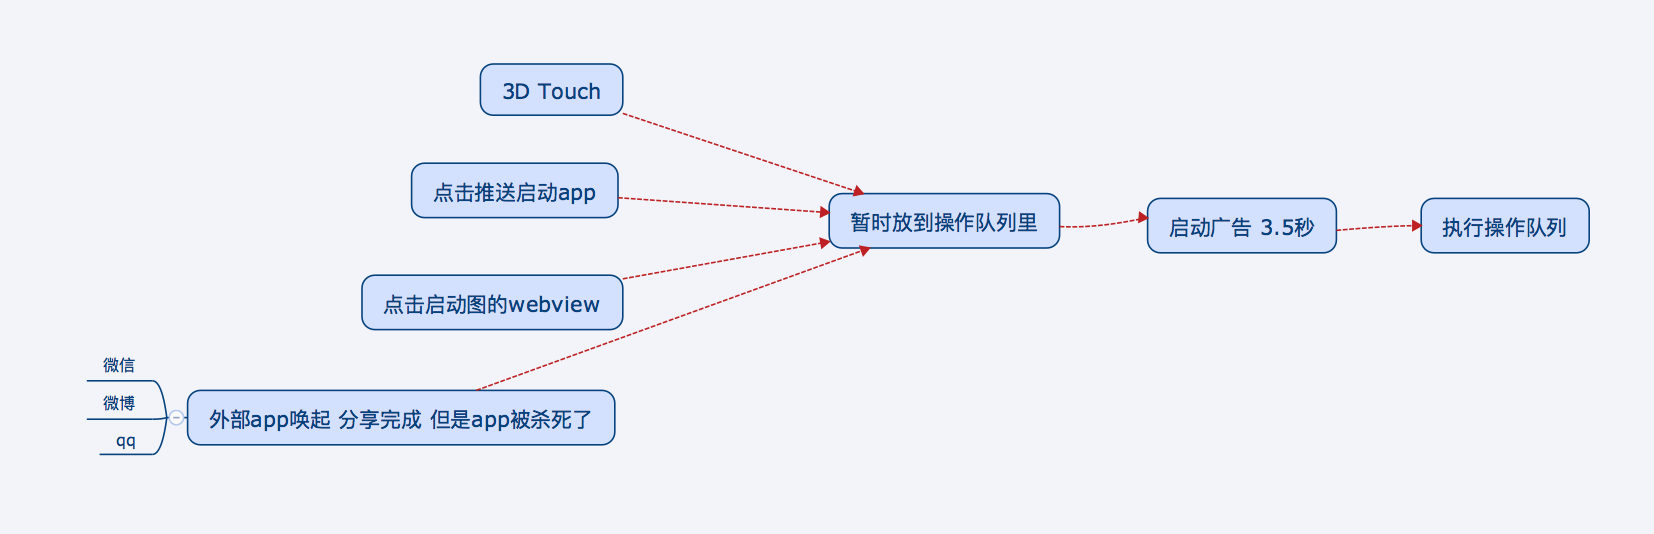 3D Touch
点击推送启动app
点击启动图的webview
微信
微博
qq
外部app唤起 分享完成 但是app被杀死了
暂时放到操作队列里
启动广告 3.5秒
执行操作队列